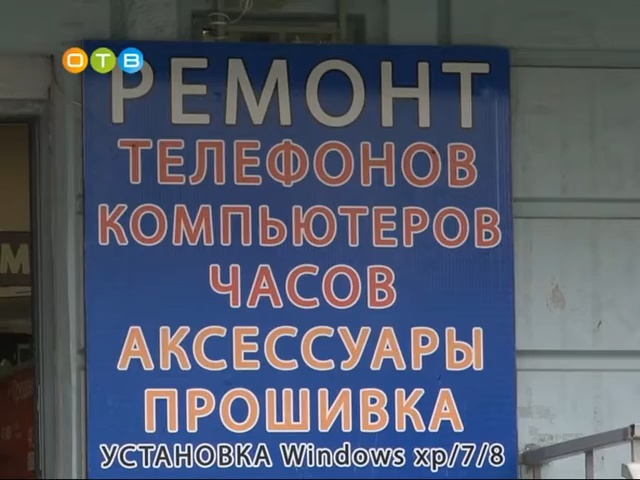 ОТВ
РЕМОНТ
ТЕЛЕФОНОВ
КОМПЬЮТЕРОВ
ЧАСОВ
АКСЕССУАРЫ
ПРОШИВКА
УСТАНОВКА Windows xp/7/8